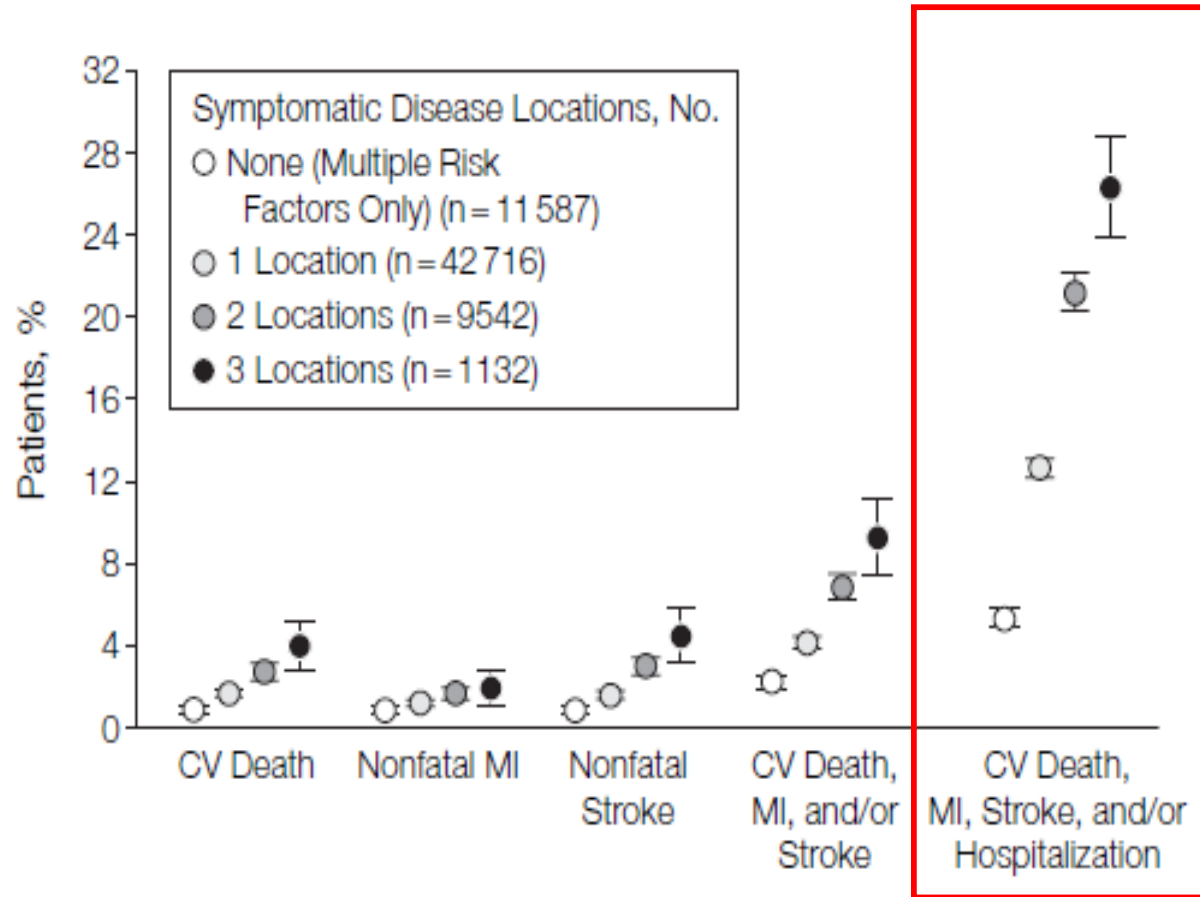 32
28
24
20
16
12
8
4
0
Patients, %
Symptomatic Disease Locations, No.
None (Multiple Risk
Factors Only) (n=11 587)
1 Location (n=42 716)
2 Locations (n=9542)
3 Locations (n=1132)
CV Death
Nonfatal MI
Nonfatal
Stroke
CV Death,
MI, and/or
Stroke
CV Death,
MI, Stroke, and/or
Hospitalization